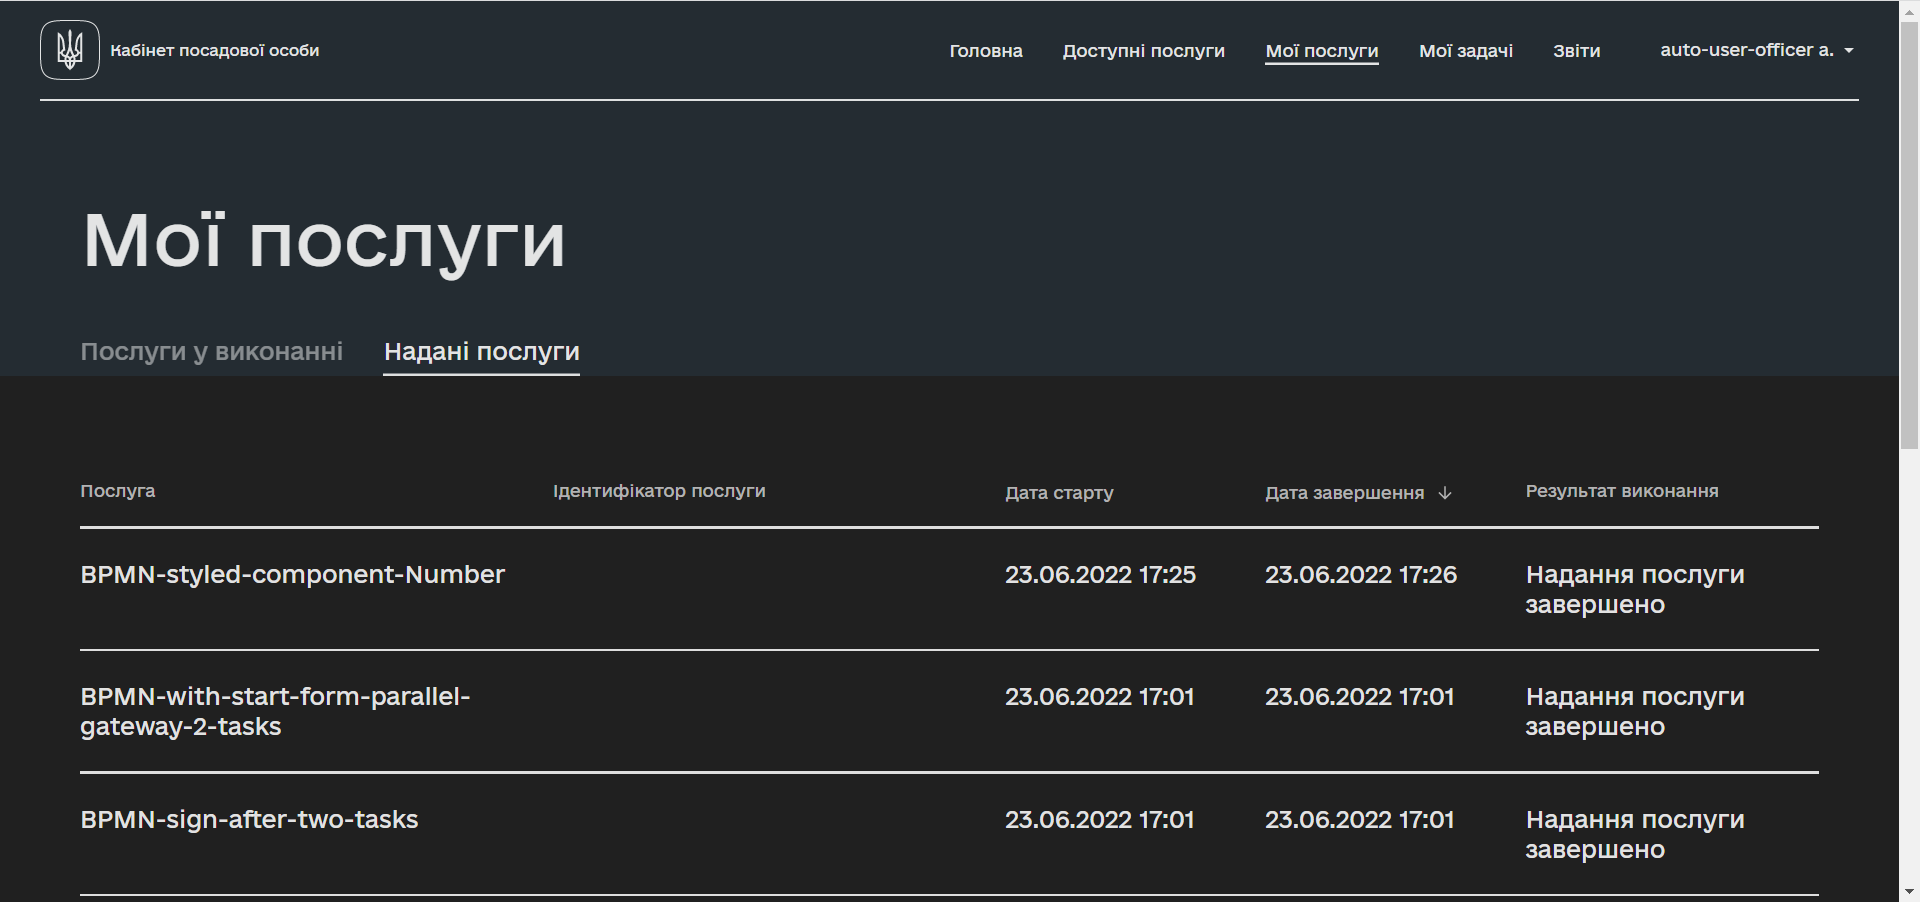 Кабінет посадової особи
Головна Доступні послуги Мої послуги Мої задачі Звіти auto-user-officer a.
Мої послуги
Послуги у виконанні Надані послуги
Послуга Ідентифікатор послуги Дата старту Дата завершення Результат виконання
BPMN-styled-component-Number 23.06.2022 17:25 23.06.2022 17:26 Надання послуги
завершено
BPMN-with-start-form-parallel- 23.06.2022 17:01 23.06.2022 17:01 Надання послуги
gateway-2-tasks завершено
BPMN-sign-after-two-tasks 23.06.2022 17:01 23.06.2022 17:01 Надання послуги
завершено